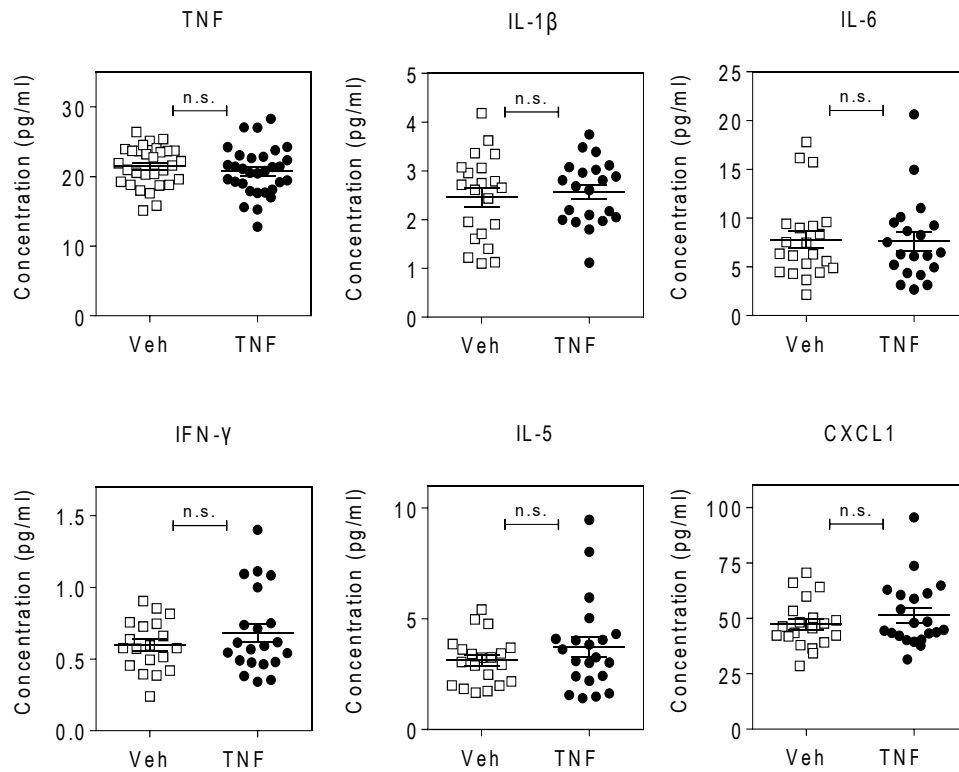 TNF
Concentration (pg/ml)
30
20
10
0
n.s.
Veh TNF
IL-1β
Concentration (pg/ml)
5
4
3
2
1
0
n.s.
Veh TNF
IL-6
Concentration (pg/ml)
25
20
15
10
5
0
n.s.
Veh TNF
IFN-γ
Concentration (pg/ml)
1.5
1.0
0.5
0.0
n.s.
Veh TNF
IL-5
Concentration (pg/ml)
10
5
0
n.s.
Veh TNF
CXCL1
Concentration (pg/ml)
100
75
50
25
0
n.s.
Veh TNF